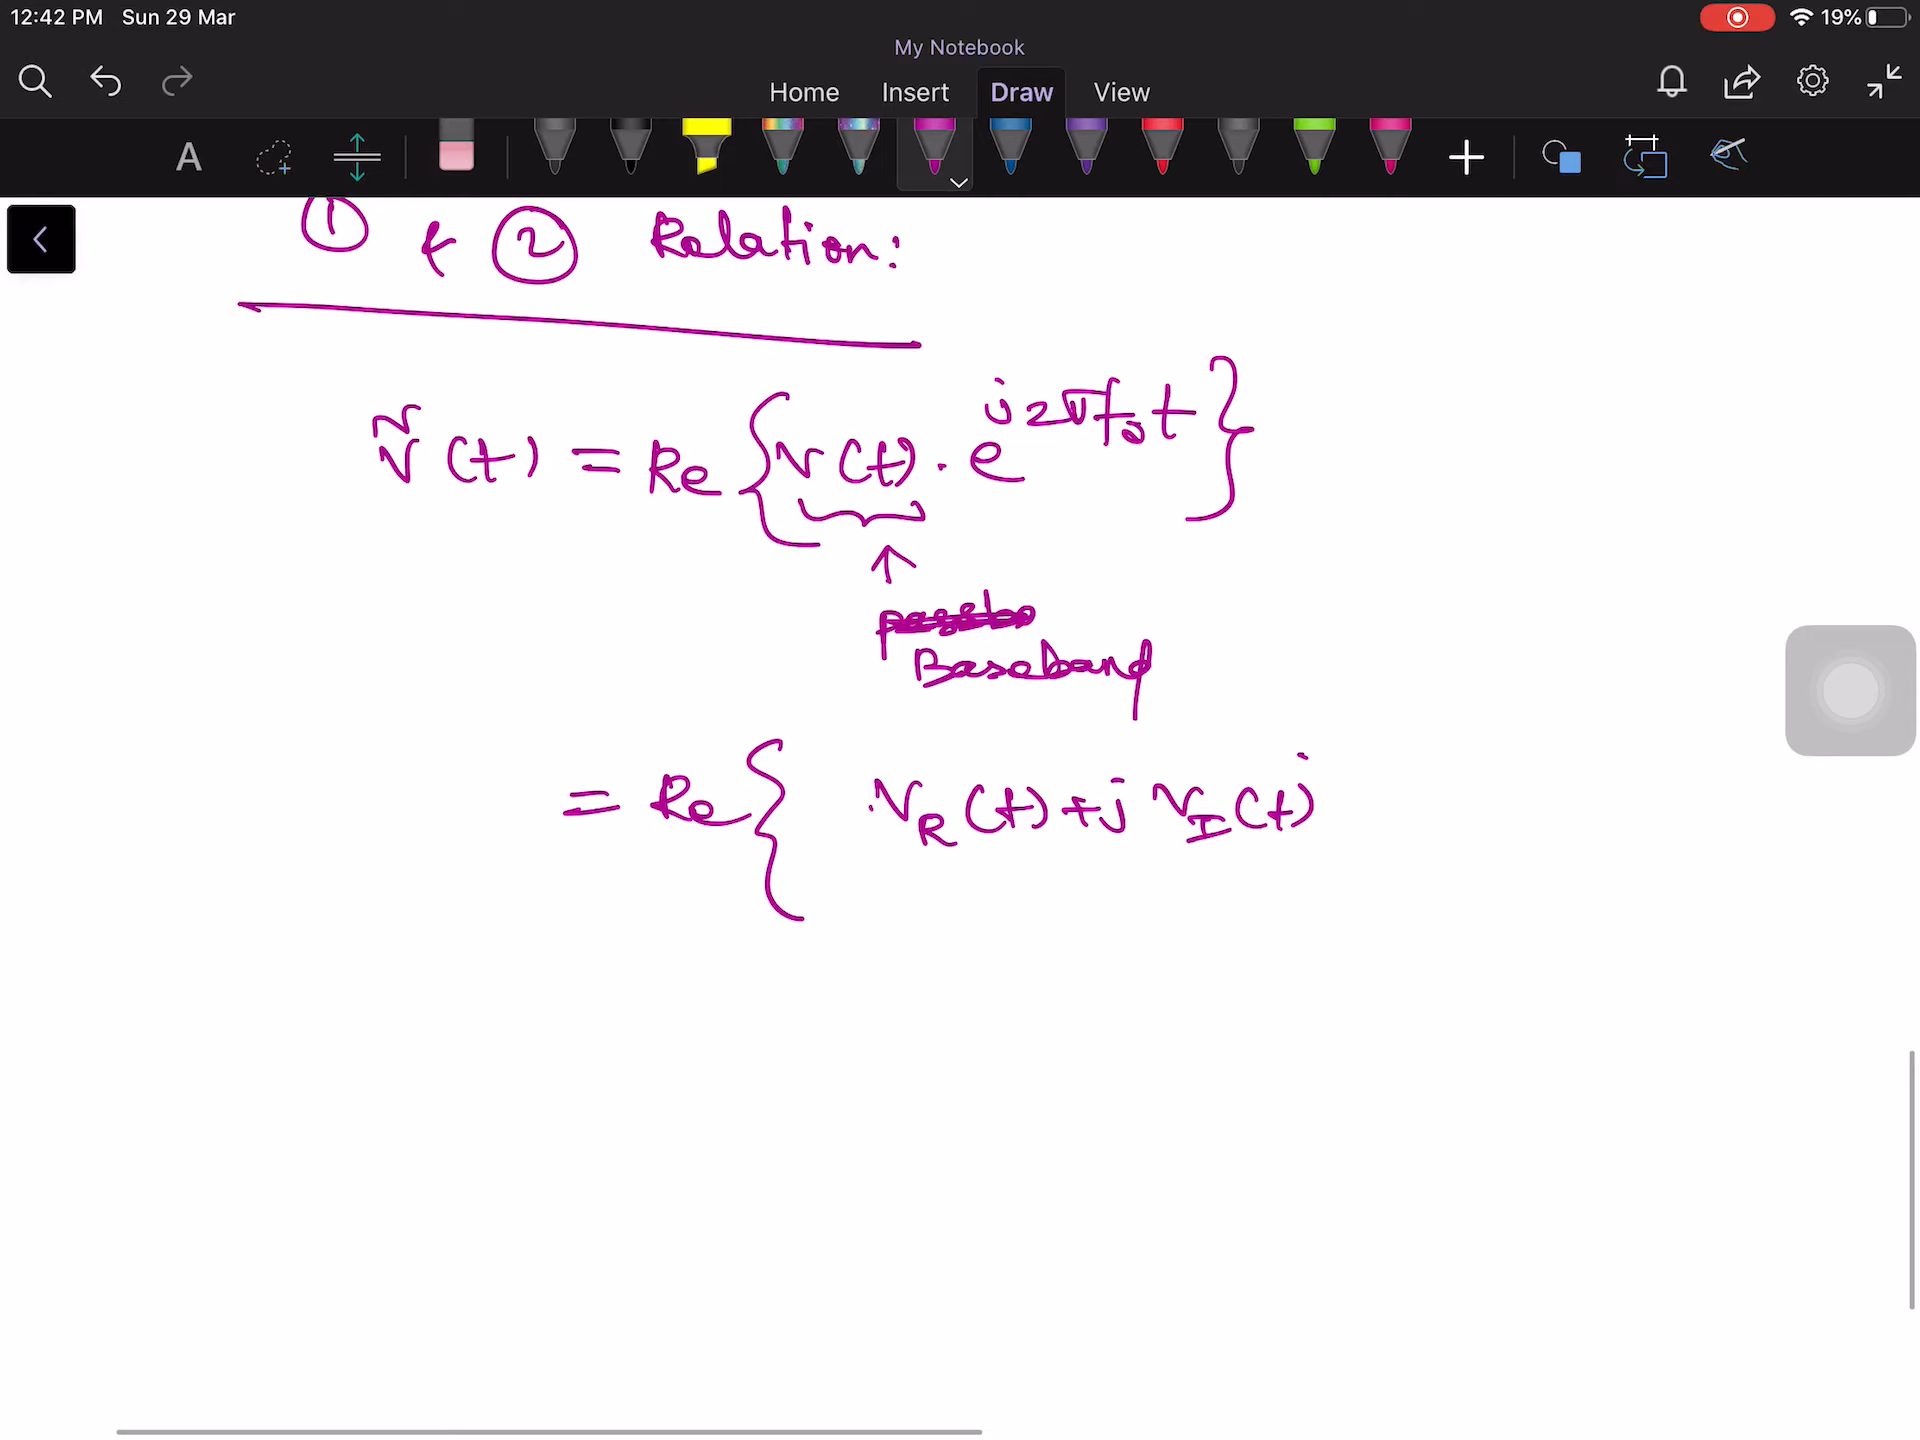 12:42 PM Sun 29 Mar 19%
My Notebook
Home Insert Draw View
A
① & ② Relation:
ṽ(t) = Re { v(t) · e^{j2πf₀t} }
Baseband
= Re { v_R(t) + j v_I(t)